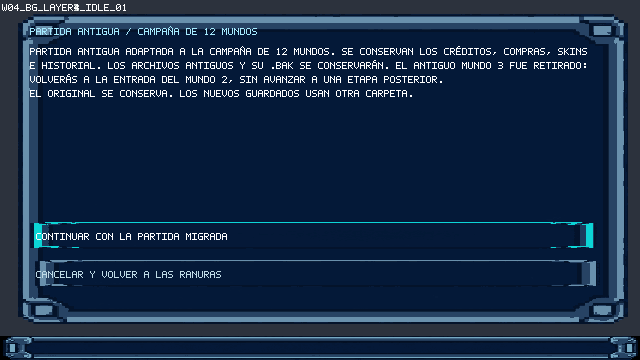 W04_BG_LAYER3_IDLE_01
PARTIDA ANTIGUA / CAMPAÑA DE 12 MUNDOS
PARTIDA ANTIGUA ADAPTADA A LA CAMPAÑA DE 12 MUNDOS. SE CONSERVAN LOS CRÉDITOS, COMPRAS, SKINS
E HISTORIAL. LOS ARCHIVOS ANTIGUOS Y SU .BAK SE CONSERVARÁN. EL ANTIGUO MUNDO 3 FUE RETIRADO:
VOLVERÁS A LA ENTRADA DEL MUNDO 2, SIN AVANZAR A UNA ETAPA POSTERIOR.
EL ORIGINAL SE CONSERVA. LOS NUEVOS GUARDADOS USAN OTRA CARPETA.
CONTINUAR CON LA PARTIDA MIGRADA
CANCELAR Y VOLVER A LAS RANURAS